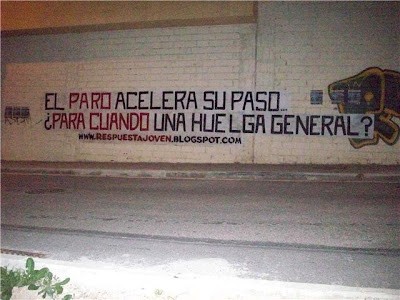 EL PARO ACELERA SU PASO...
¿PARA CUANDO UNA HUELGA GENERAL?
WWW.RESPUESTAJOVEN.BLOGSPOT.COM